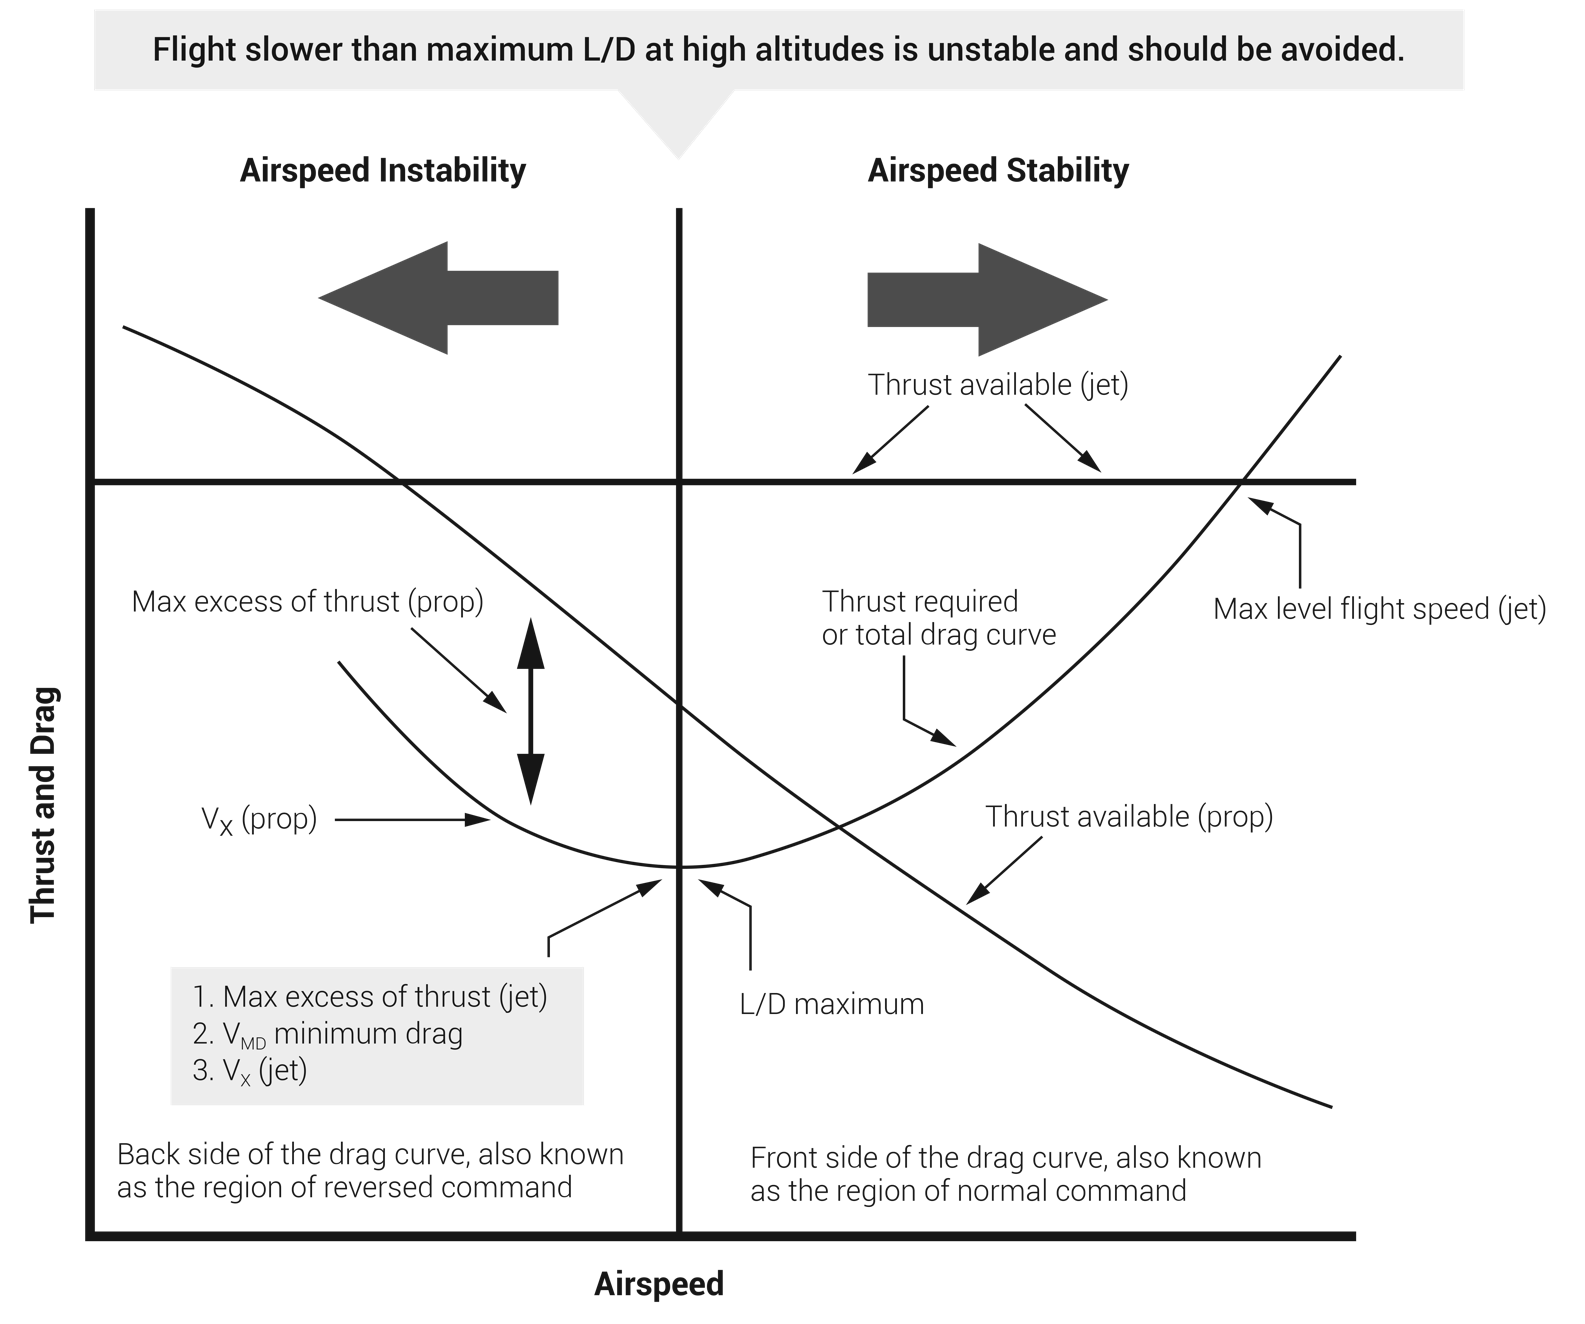 Flight slower than maximum L/D at high altitudes is unstable and should be avoided.
Airspeed Instability
Airspeed Stability
Thrust available (jet)
Max excess of thrust (prop)
Thrust required
or total drag curve
Max level flight speed (jet)
Thrust and Drag
VX (prop)
Thrust available (prop)
1. Max excess of thrust (jet)
2. VMD minimum drag
3. VX (jet)
L/D maximum
Back side of the drag curve, also known
as the region of reversed command
Front side of the drag curve, also known
as the region of normal command
Airspeed